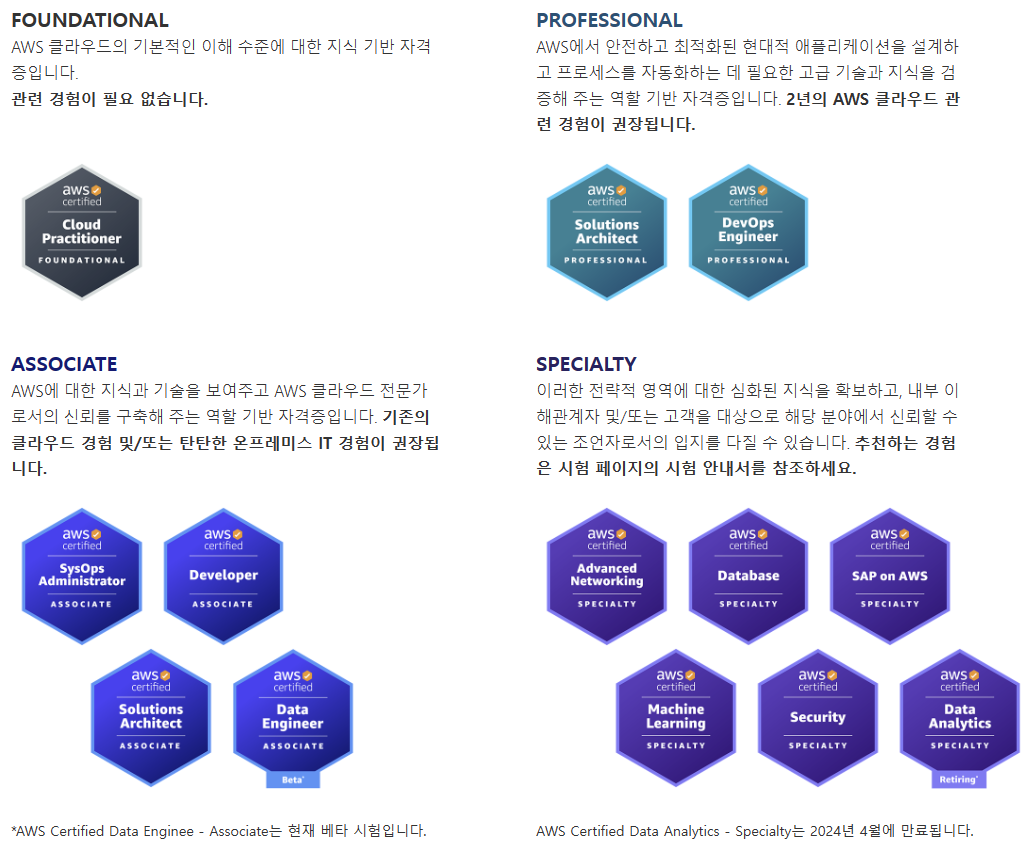 FOUNDATIONAL
AWS 클라우드의 기본적인 이해 수준에 대한 지식 기반 자격
증입니다.
관련 경험이 필요 없습니다.
aws
certified
Cloud
Practitioner
FOUNDATIONAL
PROFESSIONAL
AWS에서 안전하고 최적화된 현대적 애플리케이션을 설계하
고 프로세스를 자동화하는 데 필요한 고급 기술과 지식을 검
증해 주는 역할 기반 자격증입니다. 2년의 AWS 클라우드 관
련 경험이 권장됩니다.
aws
certified
Solutions
Architect
PROFESSIONAL
aws
certified
DevOps
Engineer
PROFESSIONAL
ASSOCIATE
AWS에 대한 지식과 기술을 보여주고 AWS 클라우드 전문가
로서의 신뢰를 구축해 주는 역할 기반 자격증입니다. 기존의
클라우드 경험 및/또는 탄탄한 온프레미스 IT 경험이 권장됩
니다.
aws
certified
SysOps
Administrator
ASSOCIATE
aws
certified
Developer
ASSOCIATE
aws
certified
Solutions
Architect
ASSOCIATE
aws
certified
Data
Engineer
ASSOCIATE
Beta*
*AWS Certified Data Enginee - Associate는 현재 베타 시험입니다.
SPECIALTY
이러한 전략적 영역에 대한 심화된 지식을 확보하고, 내부 이
해관계자 및/또는 고객을 대상으로 해당 분야에서 신뢰할 수
있는 조언자로서의 입지를 다질 수 있습니다. 추천하는 경험
은 시험 페이지의 시험 안내서를 참조하세요.
aws
certified
Advanced
Networking
SPECIALTY
aws
certified
Database
SPECIALTY
aws
certified
SAP on AWS
SPECIALTY
aws
certified
Machine
Learning
SPECIALTY
aws
certified
Security
SPECIALTY
aws
certified
Data
Analytics
SPECIALTY
Retiring*
AWS Certified Data Analytics - Specialty는 2024년 4월에 만료됩니다.